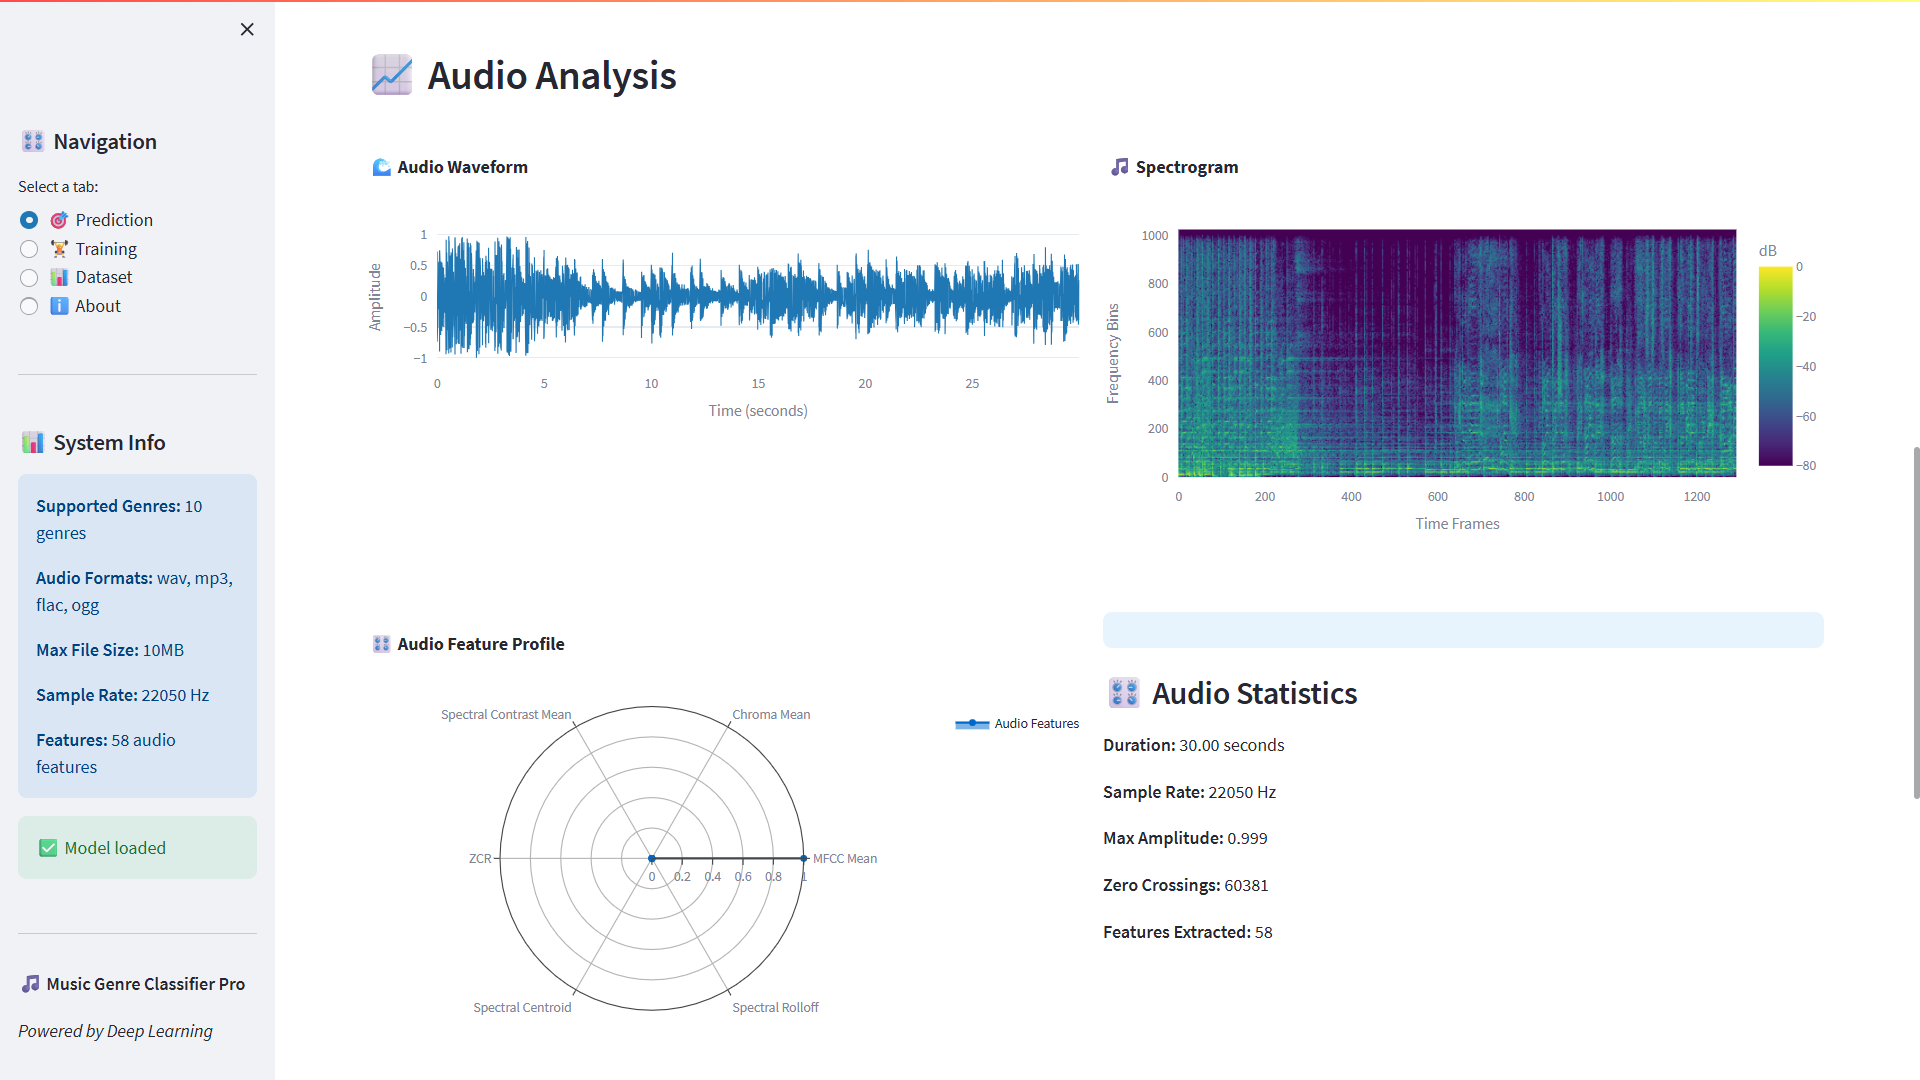 Navigation
Select a tab:
Prediction
Training
Dataset
About
System Info
Supported Genres: 10
genres
Audio Formats: wav, mp3,
flac, ogg
Max File Size: 10MB
Sample Rate: 22050 Hz
Features: 58 audio
features
Model loaded
Music Genre Classifier Pro
Powered by Deep Learning
Audio Analysis
Audio Waveform
1
0.5
0
−0.5
−1
Amplitude
0 5 10 15 20 25
Time (seconds)
Spectrogram
1000
800
600
400
200
0
Frequency Bins
0 200 400 600 800 1000 1200
Time Frames
dB
0
−20
−40
−60
−80
Audio Feature Profile
Spectral Contrast Mean
Chroma Mean
Audio Features
ZCR
MFCC Mean
0 0.2 0.4 0.6 0.8 1
Spectral Centroid
Spectral Rolloff
Audio Statistics
Duration: 30.00 seconds
Sample Rate: 22050 Hz
Max Amplitude: 0.999
Zero Crossings: 60381
Features Extracted: 58